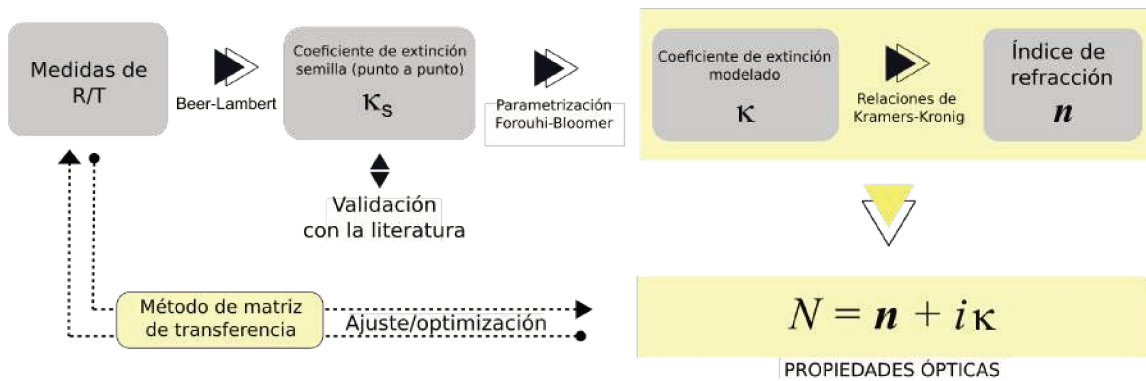 Medidas de
R/T
Beer-Lambert
Coeficiente de extinción
semilla (punto a punto)
κs
Parametrización
Forouhi-Bloomer
Coeficiente de extinción
modelado
κ
Relaciones de
Kramers-Kronig
Índice de
refracción
n
Validación
con la literatura
Método de matriz
de transferencia
Ajuste/optimización
N = n + iκ
PROPIEDADES ÓPTICAS